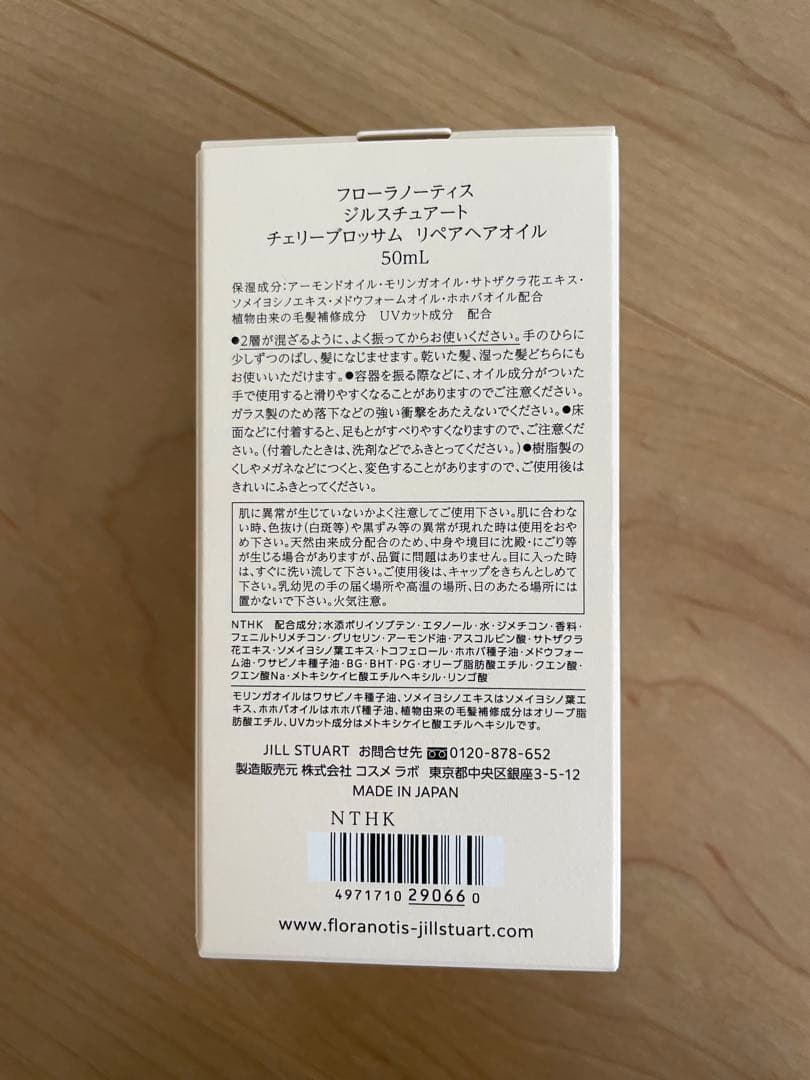 フローラノーティス
ジルスチュアート
チェリーブロッサム リペアヘアオイル
50mL
保湿成分：アーモンドオイル・モリンガオイル・サトザクラ花エキス・
ソメイヨシノエキス・メドウフォームオイル・ホホバオイル配合
植物由来の毛髪補修成分 UVカット成分 配合
●2層が混ざるように、よく振ってからお使いください。手のひらに
少しずつのばし、髪になじませます。乾いた髪、湿った髪どちらにも
お使いいただけます。●容器を振る際などに、オイル成分がついた
手で使用すると滑りやすくなることがありますのでご注意ください。
ガラス製のため落下などの強い衝撃をあたえないでください。●床
面などに付着すると、足もとがすべりやすくなりますので、ご注意くだ
さい。（付着したときは、洗剤などでふきとってください。）●樹脂製の
くしやメガネなどにつくと、変色することがありますので、ご使用後は
きれいにふきとってください。
肌に異常が生じていないかよく注意してご使用下さい。肌に合わな
い時、色抜け（白斑等）や黒ずみ等の異常が現れた時は使用をおや
め下さい。天然由来成分配合のため、中身や境目に沈殿・にごり等
が生じる場合がありますが、品質に問題はありません。目に入った時
は、すぐに洗い流して下さい。ご使用後は、キャップをきちんとしめて
下さい。乳幼児の手の届く場所や高温の場所、日のあたる場所には
置かないで下さい。火気注意。
NTHK 配合成分；水添ポリイソブテン・エタノール・水・ジメチコン・香料・
フェニルトリメチコン・グリセリン・アーモンド油・アスコルビン酸・サトザクラ
花エキス・ソメイヨシノ葉エキス・トコフェロール・ホホバ種子油・メドウフォー
ム油・ワサビノキ種子油・BG・BHT・PG・オリーブ脂肪酸エチル・クエン酸・
クエン酸Na・メトキシケイヒ酸エチルヘキシル・リンゴ酸
モリンガオイルはワサビノキ種子油、ソメイヨシノエキスはソメイヨシノ葉エ
キス、ホホバオイルはホホバ種子油、植物由来の毛髪補修成分はオリーブ脂
肪酸エチル、UVカット成分はメトキシケイヒ酸エチルヘキシルです。
JILL STUART お問合せ先 0120-878-652
製造販売元 株式会社 コスメ ラボ 東京都中央区銀座3-5-12
MADE IN JAPAN
NTHK
4971710 29066 0
www.floranotis-jillstuart.com